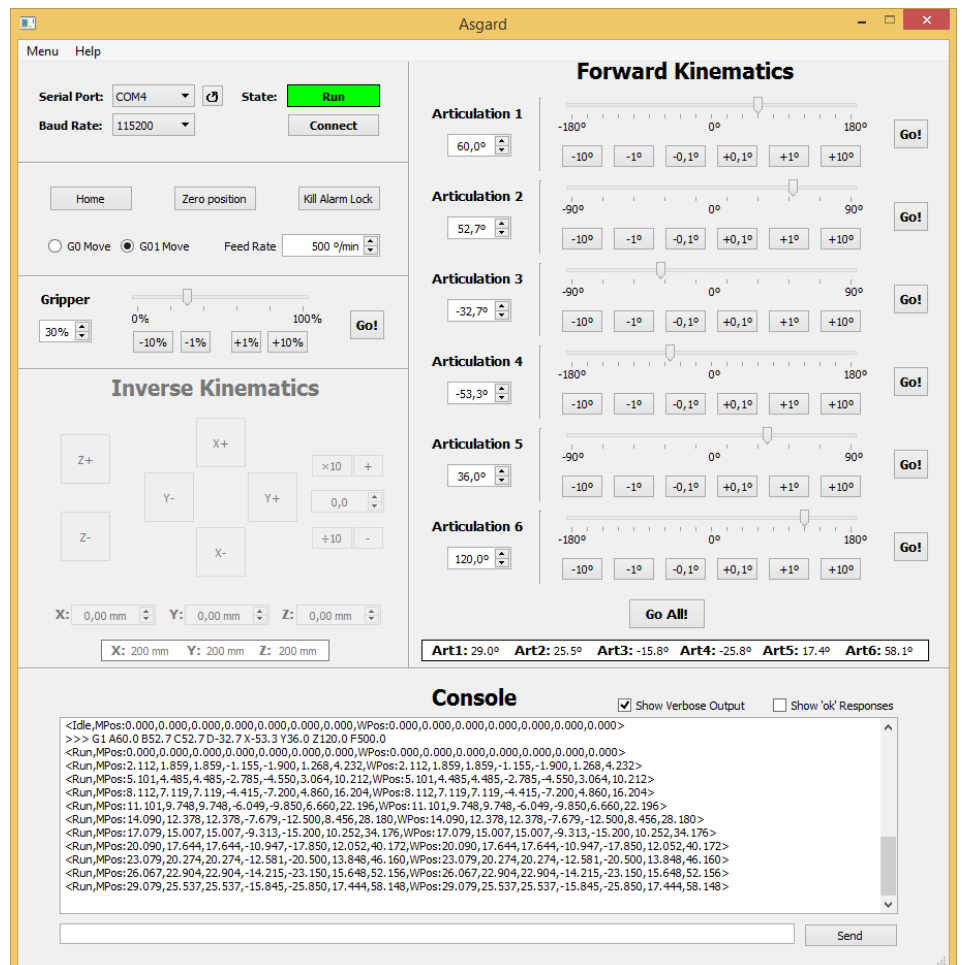 Asgard
Menu Help
Serial Port: COM4 State: Run
Baud Rate: 115200 Connect
Home Zero position Kill Alarm Lock
G0 Move G01 Move Feed Rate 500 º/min
Gripper
30%
0% 100%
-10% -1% +1% +10%
Go!
Inverse Kinematics
Z+
X+
×10 +
Y- Y+
0,0
Z-
X-
÷10 -
X: 0,00 mm Y: 0,00 mm Z: 0,00 mm
X: 200 mm Y: 200 mm Z: 200 mm
Forward Kinematics
Articulation 1
-180º 0º 180º
60,0º
-10º -1º -0,1º +0,1º +1º +10º
Go!
Articulation 2
-90º 0º 90º
52,7º
-10º -1º -0,1º +0,1º +1º +10º
Go!
Articulation 3
-90º 0º 90º
-32,7º
-10º -1º -0,1º +0,1º +1º +10º
Go!
Articulation 4
-180º 0º 180º
-53,3º
-10º -1º -0,1º +0,1º +1º +10º
Go!
Articulation 5
-90º 0º 90º
36,0º
-10º -1º -0,1º +0,1º +1º +10º
Go!
Articulation 6
-180º 0º 180º
120,0º
-10º -1º -0,1º +0,1º +1º +10º
Go!
Go All!
Art1: 29.0º Art2: 25.5º Art3: -15.8º Art4: -25.8º Art5: 17.4º Art6: 58.1º
Console
Show Verbose Output Show 'ok' Responses
<Idle,MPos:0.000,0.000,0.000,0.000,0.000,0.000,0.000,WPos:0.000,0.000,0.000,0.000,0.000,0.000,0.000>
>>> G1 A60.0 B52.7 C52.7 D-32.7 X-53.3 Y36.0 Z120.0 F500.0
<Run,MPos:0.000,0.000,0.000,0.000,0.000,0.000,0.000,WPos:0.000,0.000,0.000,0.000,0.000,0.000,0.000>
<Run,MPos:2.112,1.859,1.859,-1.155,-1.900,1.268,4.232,WPos:2.112,1.859,1.859,-1.155,-1.900,1.268,4.232>
<Run,MPos:5.101,4.485,4.485,-2.785,-4.550,3.064,10.212,WPos:5.101,4.485,4.485,-2.785,-4.550,3.064,10.212>
<Run,MPos:8.112,7.119,7.119,-4.415,-7.200,4.860,16.204,WPos:8.112,7.119,7.119,-4.415,-7.200,4.860,16.204>
<Run,MPos:11.101,9.748,9.748,-6.049,-9.850,6.660,22.196,WPos:11.101,9.748,9.748,-6.049,-9.850,6.660,22.196>
<Run,MPos:14.090,12.378,12.378,-7.679,-12.500,8.456,28.180,WPos:14.090,12.378,12.378,-7.679,-12.500,8.456,28.180>
<Run,MPos:17.079,15.007,15.007,-9.313,-15.200,10.252,34.176,WPos:17.079,15.007,15.007,-9.313,-15.200,10.252,34.176>
<Run,MPos:20.090,17.644,17.644,-10.947,-17.850,12.052,40.172,WPos:20.090,17.644,17.644,-10.947,-17.850,12.052,40.172>
<Run,MPos:23.079,20.274,20.274,-12.581,-20.500,13.848,46.160,WPos:23.079,20.274,20.274,-12.581,-20.500,13.848,46.160>
<Run,MPos:26.067,22.904,22.904,-14.215,-23.150,15.648,52.156,WPos:26.067,22.904,22.904,-14.215,-23.150,15.648,52.156>
<Run,MPos:29.079,25.537,25.537,-15.845,-25.850,17.444,58.148,WPos:29.079,25.537,25.537,-15.845,-25.850,17.444,58.148>
Send